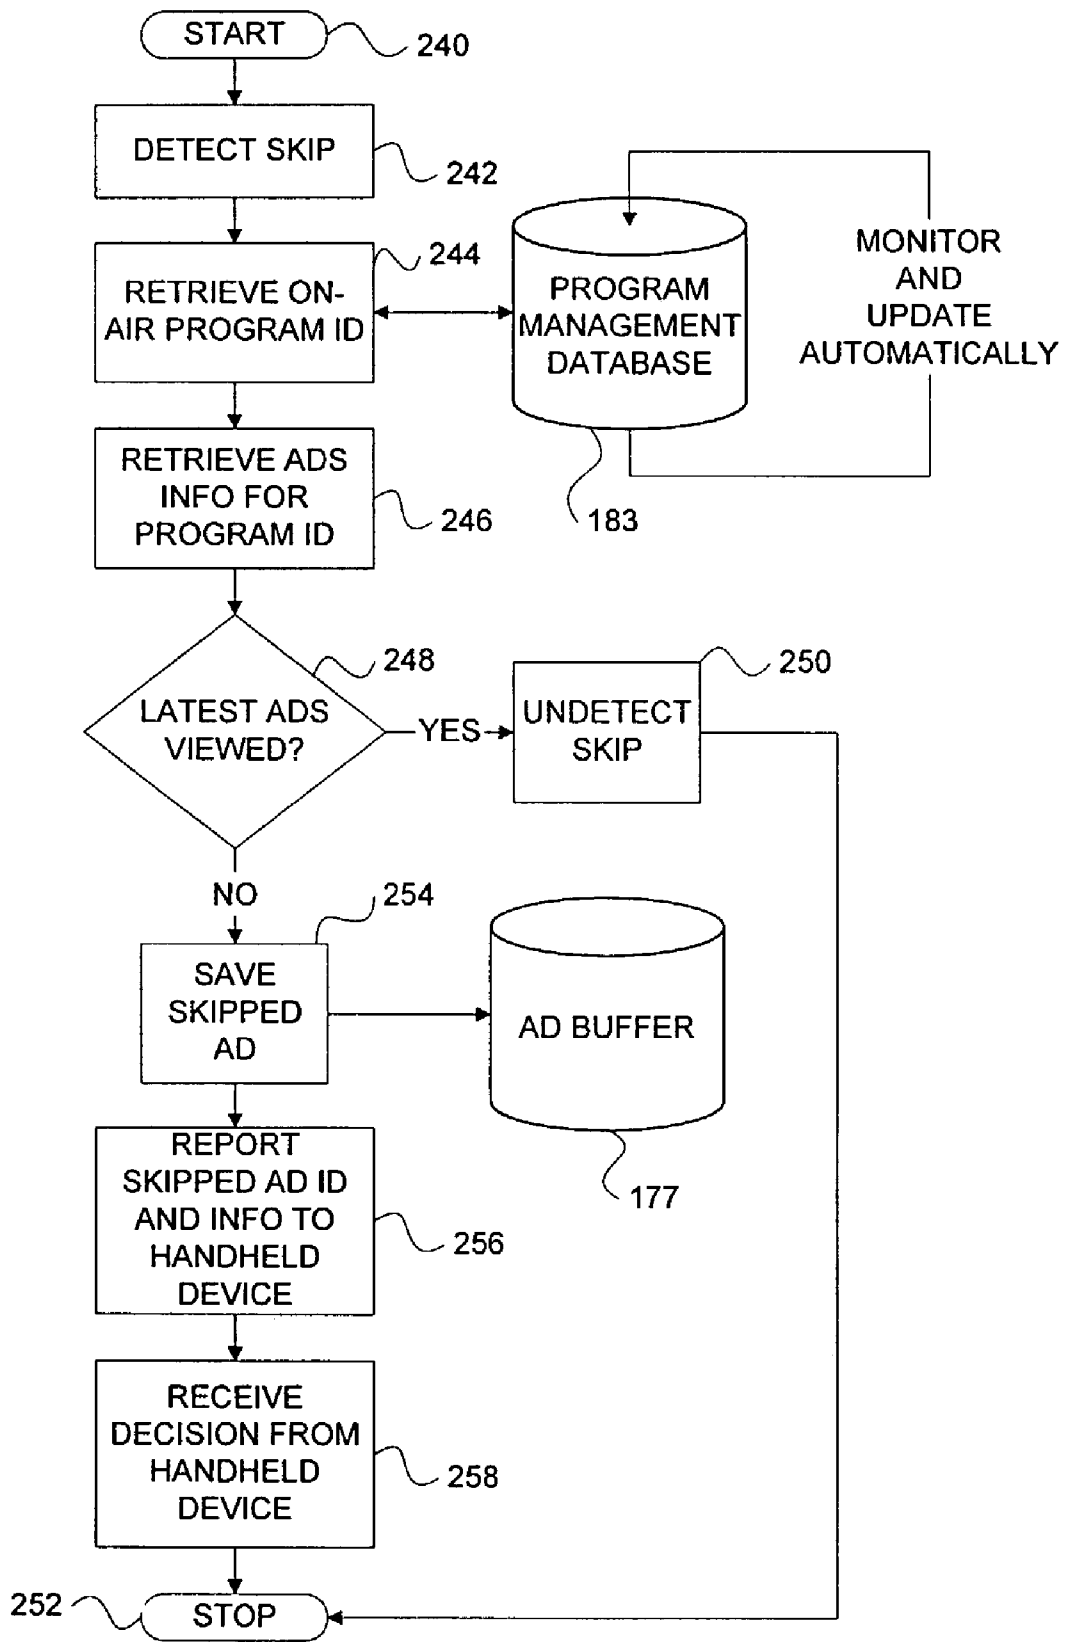 START
240
DETECT SKIP
242
RETRIEVE ON-
AIR PROGRAM ID
244
PROGRAM
MANAGEMENT
DATABASE
183
MONITOR
AND
UPDATE
AUTOMATICALLY
RETRIEVE ADS
INFO FOR
PROGRAM ID
246
LATEST ADS
VIEWED?
248
YES
UNDETECT
SKIP
250
NO
SAVE
SKIPPED
AD
254
AD BUFFER
177
REPORT
SKIPPED AD ID
AND INFO TO
HANDHELD
DEVICE
256
RECEIVE
DECISION FROM
HANDHELD
DEVICE
258
252
STOP